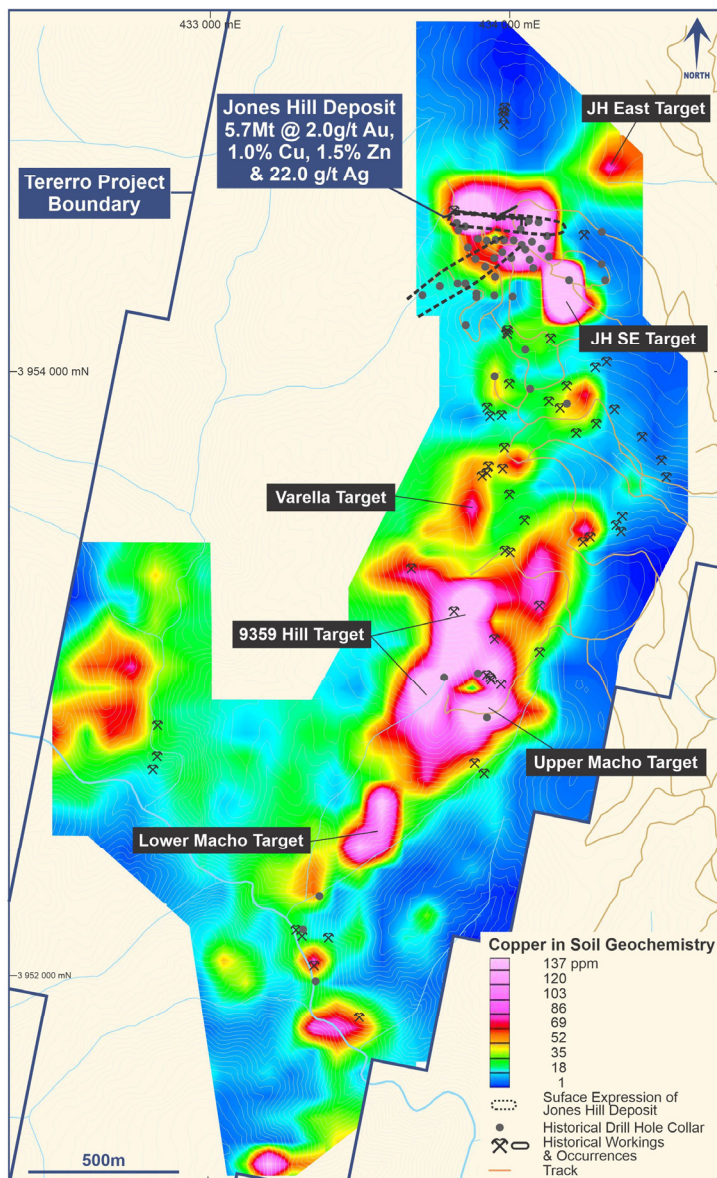 433 000 mE
434 000 mE
NORTH
Jones Hill Deposit
5.7Mt @ 2.0g/t Au,
1.0% Cu, 1.5% Zn
& 22.0 g/t Ag
JH East Target
Tererro Project
Boundary
JH SE Target
3 954 000 mN
Varella Target
9359 Hill Target
Upper Macho Target
Lower Macho Target
3 952 000 mN
Copper in Soil Geochemistry
137 ppm
120
103
86
69
52
35
18
1
Suface Expression of
Jones Hill Deposit
Historical Drill Hole Collar
Historical Workings
& Occurrences
Track
500m